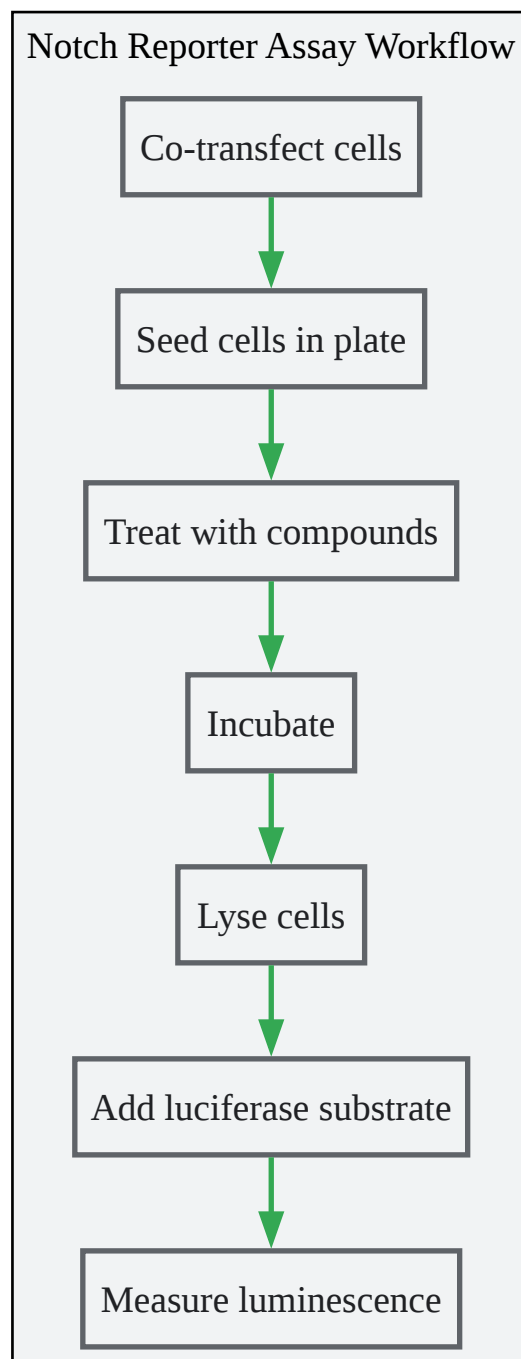 Notch Reporter Assay Workflow
Co-transfect cells
Seed cells in plate
Treat with compounds
Incubate
Lyse cells
Add luciferase substrate
Measure luminescence